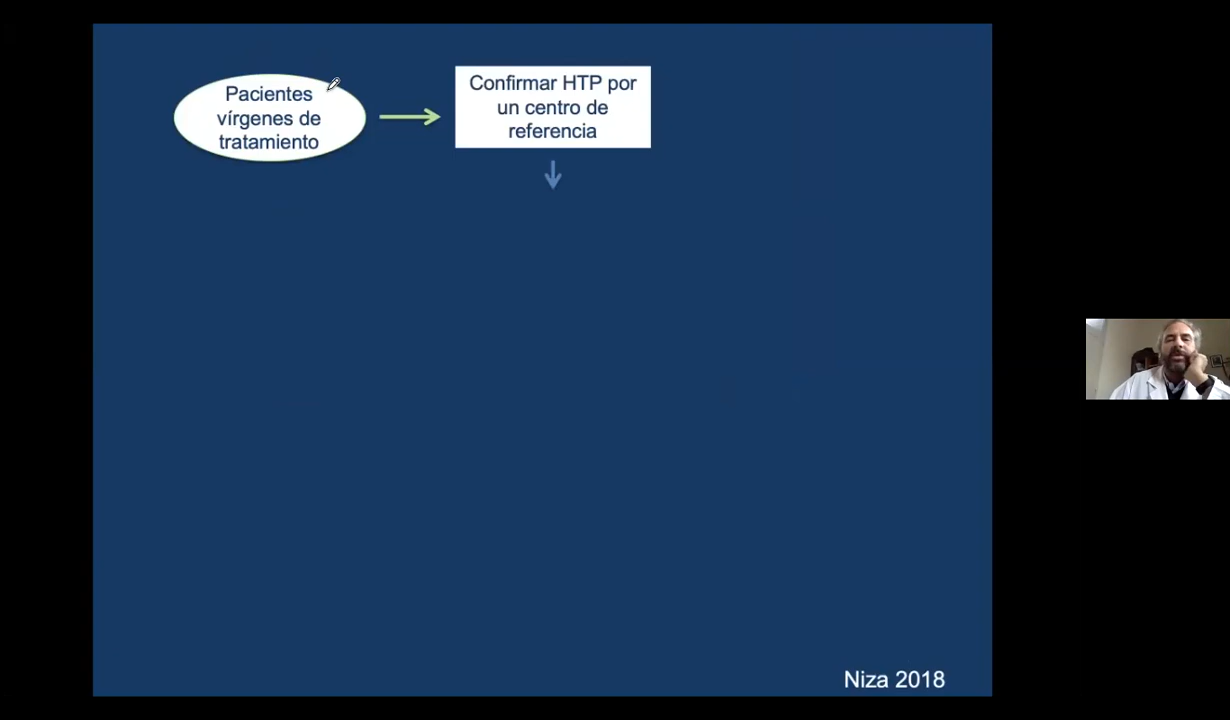 Pacientes
vírgenes de
tratamiento
Confirmar HTP por
un centro de
referencia
Niza 2018